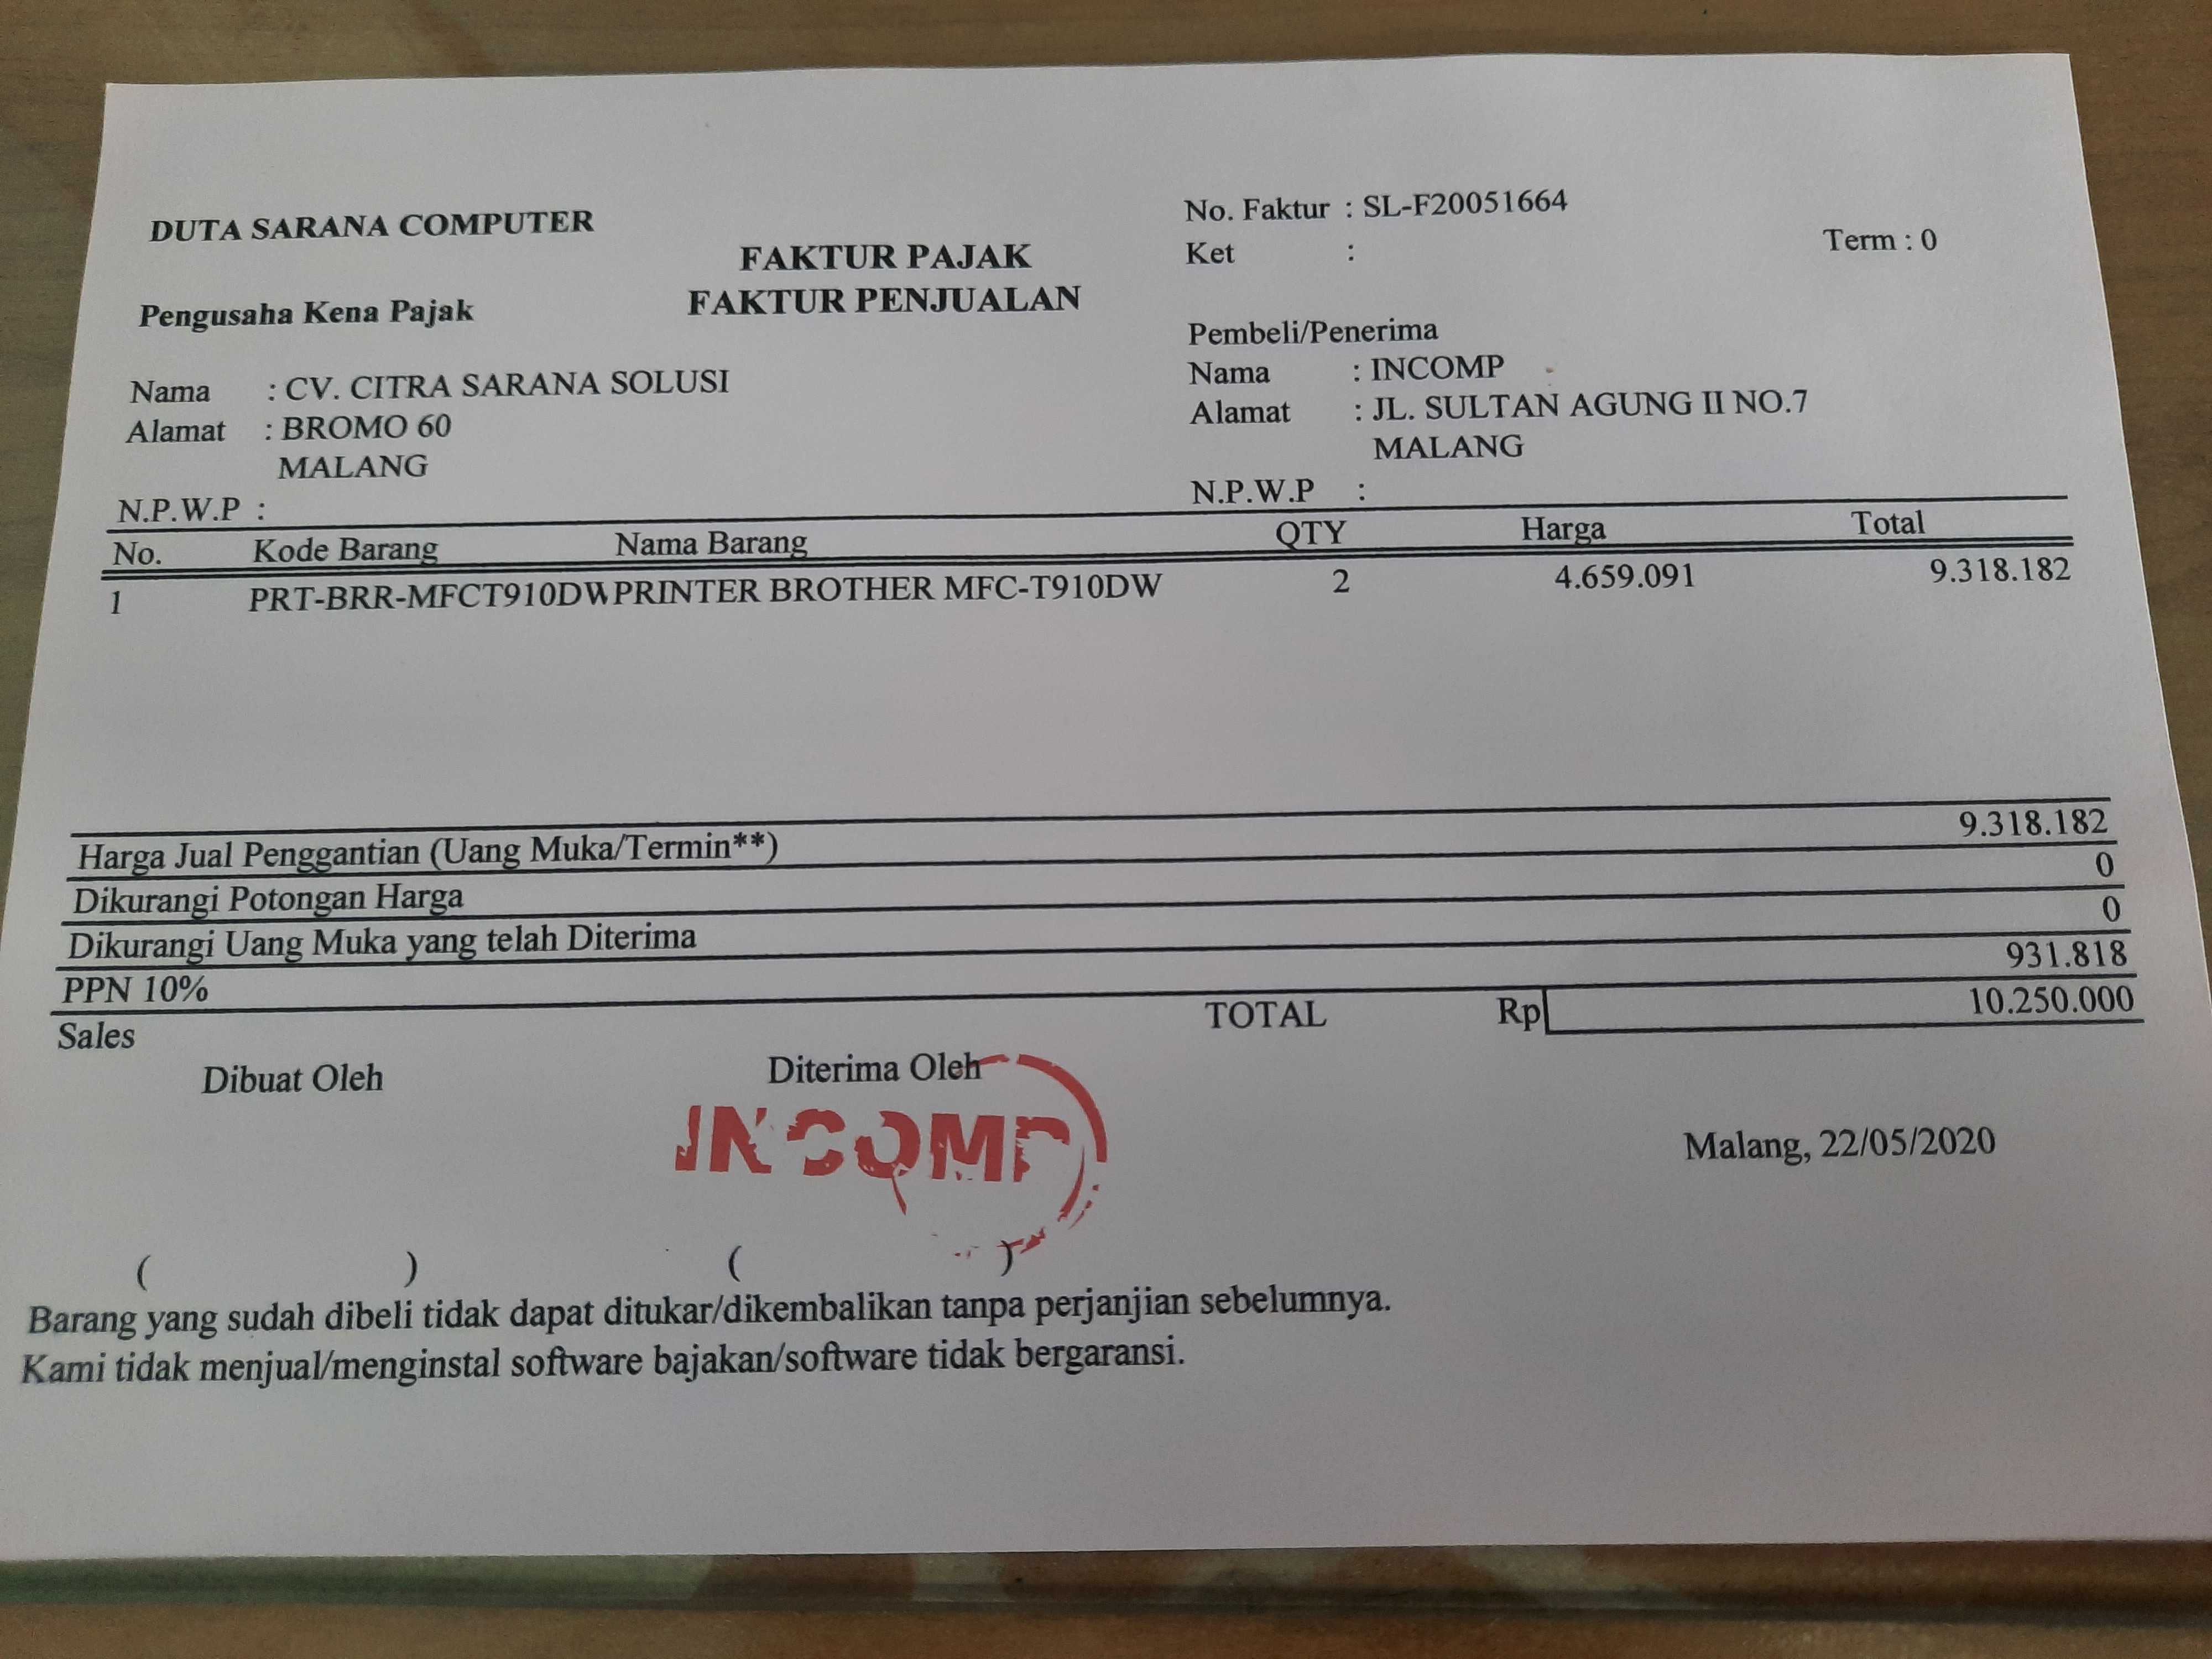 DUTA SARANA COMPUTER
FAKTUR PAJAK
FAKTUR PENJUALAN
No. Faktur : SL-F20051664
Ket :
Term : 0
Pengusaha Kena Pajak
Nama : CV. CITRA SARANA SOLUSI
Alamat : BROMO 60
MALANG
N.P.W.P :
Pembeli/Penerima
Nama : INCOMP
Alamat : JL. SULTAN AGUNG II NO.7
MALANG
N.P.W.P :
No. Kode Barang Nama Barang QTY Harga Total
1 PRT-BRR-MFCT910DW PRINTER BROTHER MFC-T910DW 2 4.659.091 9.318.182
Harga Jual Penggantian (Uang Muka/Termin**) 9.318.182
Dikurangi Potongan Harga 0
Dikurangi Uang Muka yang telah Diterima 0
PPN 10% 931.818
Sales TOTAL Rp 10.250.000
Dibuat Oleh Diterima Oleh
INCOMP
Malang, 22/05/2020
( ) ( )
Barang yang sudah dibeli tidak dapat ditukar/dikembalikan tanpa perjanjian sebelumnya.
Kami tidak menjual/menginstal software bajakan/software tidak bergaransi.